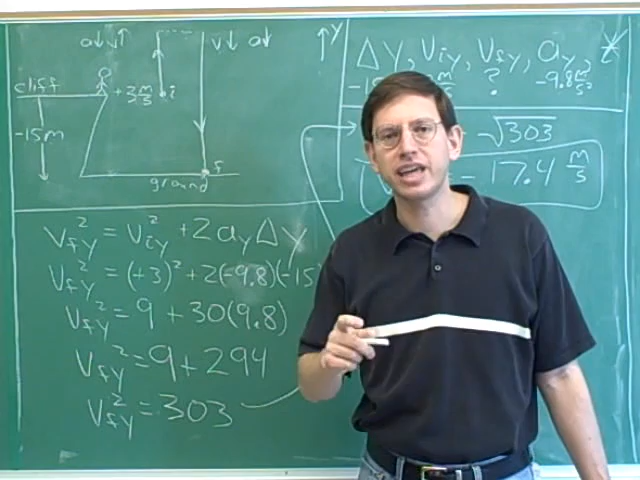 a↓ v↑
v↓ a↓
↑Y
cliff
+3 m/s
i
-15m
f
ground
ΔY, Viy, Vfy, ay,
m/s ? -9.8 m/s²
√303
- 17.4 m/s
Vfy² = Viy² + 2ayΔY
Vfy² = (+3)² + 2(-9.8)(-15
Vfy² = 9 + 30(9.8)
Vfy² = 9 + 294
Vfy² = 303